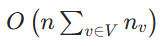 O (n ∑_{v∈V} n_v)